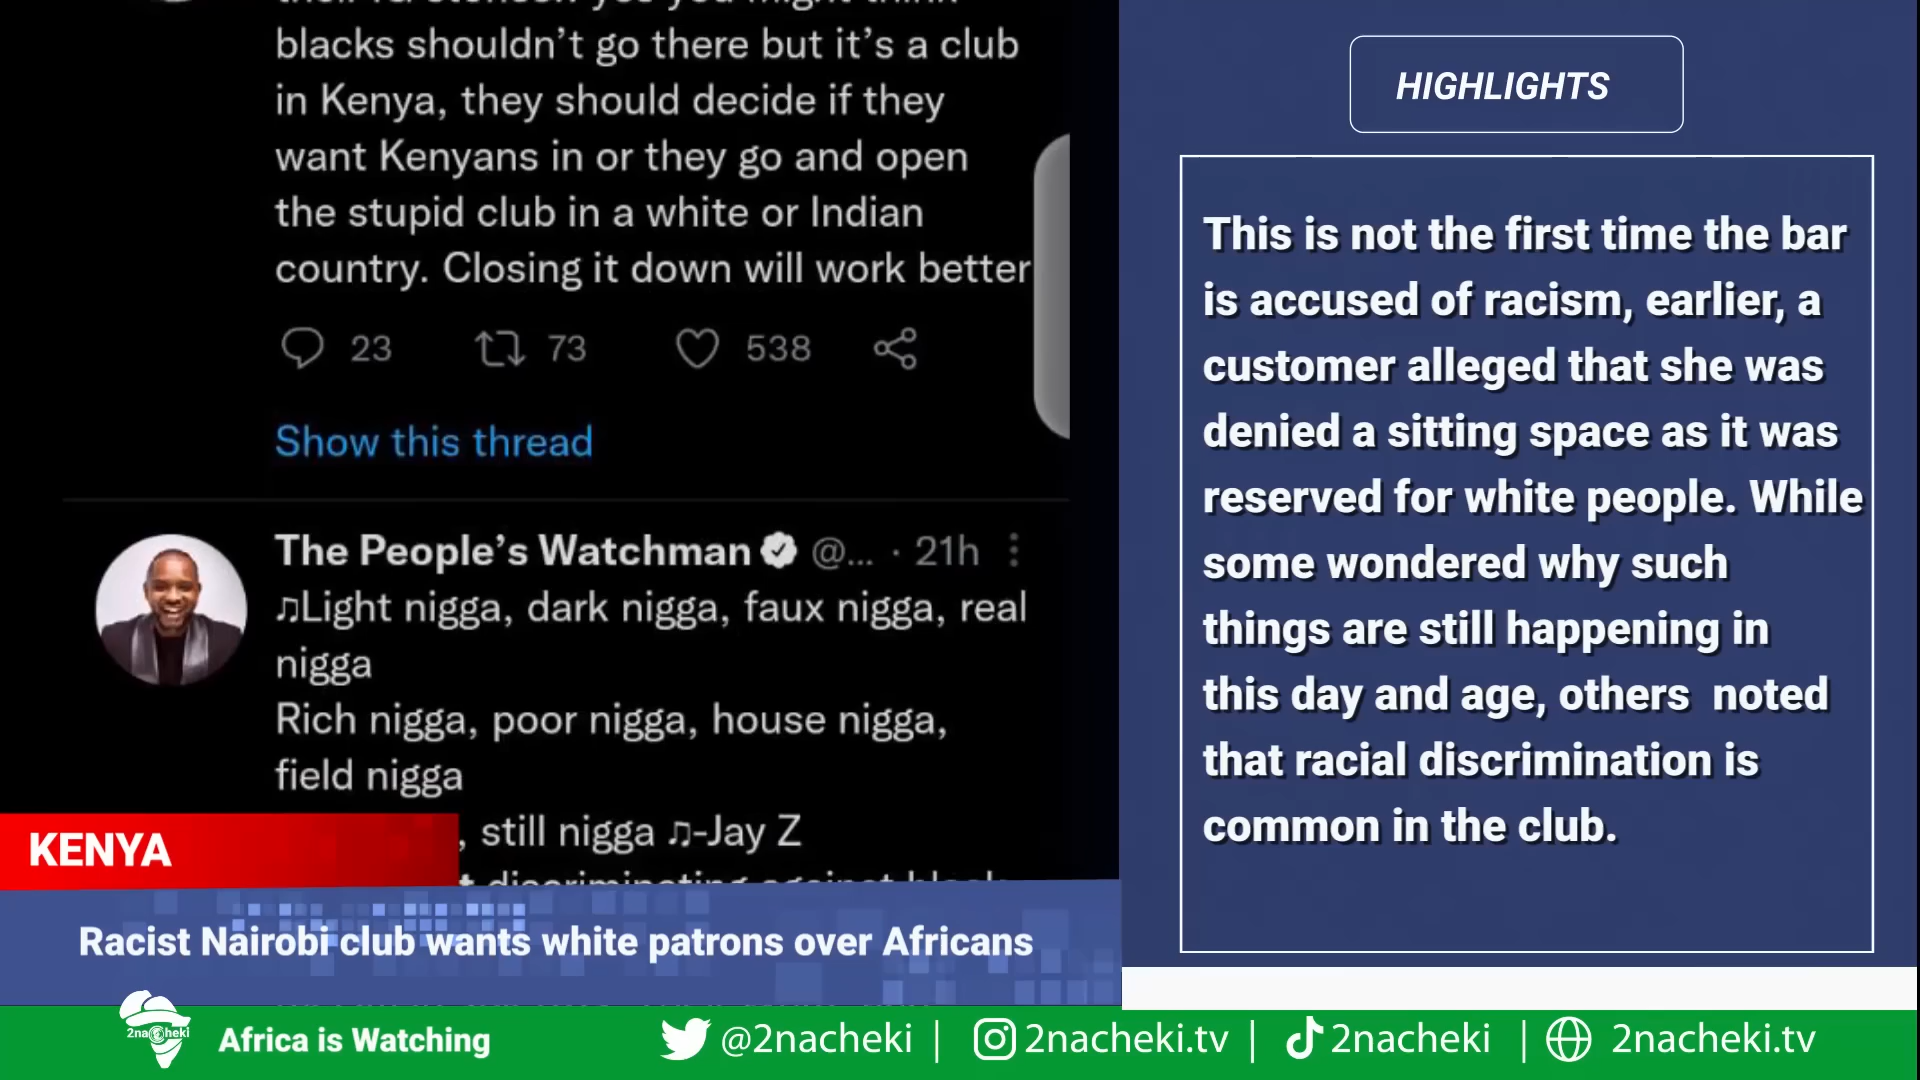 blacks shouldn't go there but it's a club
in Kenya, they should decide if they
want Kenyans in or they go and open
the stupid club in a white or Indian
country. Closing it down will work better
23 73 538
Show this thread
The People's Watchman @... · 21h
♫Light nigga, dark nigga, faux nigga, real
nigga
Rich nigga, poor nigga, house nigga,
field nigga
, still nigga ♫-Jay Z
KENYA
Racist Nairobi club wants white patrons over Africans
HIGHLIGHTS
This is not the first time the bar
is accused of racism, earlier, a
customer alleged that she was
denied a sitting space as it was
reserved for white people. While
some wondered why such
things are still happening in
this day and age, others noted
that racial discrimination is
common in the club.
2nacheki
Africa is Watching
@2nacheki | 2nacheki.tv | 2nacheki | 2nacheki.tv